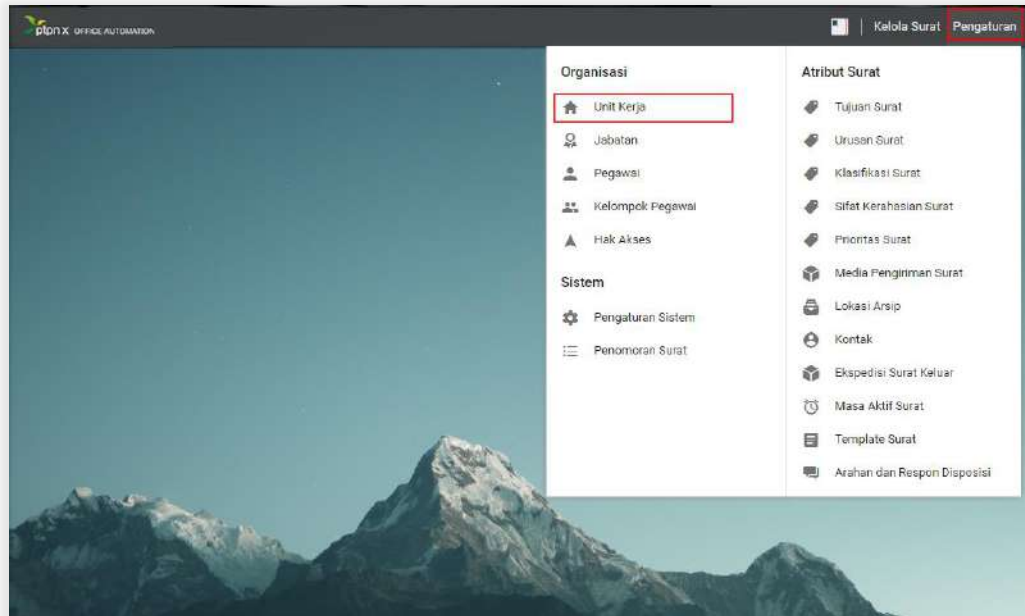 ptpn x OFFICE AUTOMATION
Kelola Surat
Pengaturan
Organisasi
Unit Kerja
Jabatan
Pegawai
Kelompok Pegawai
Hak Akses
Sistem
Pengaturan Sistem
Penomoran Surat
Atribut Surat
Tujuan Surat
Urusan Surat
Klasifikasi Surat
Sifat Kerahasian Surat
Prioritas Surat
Media Pengiriman Surat
Lokasi Arsip
Kontak
Ekspedisi Surat Keluar
Masa Aktif Surat
Template Surat
Arahan dan Respon Disposisi